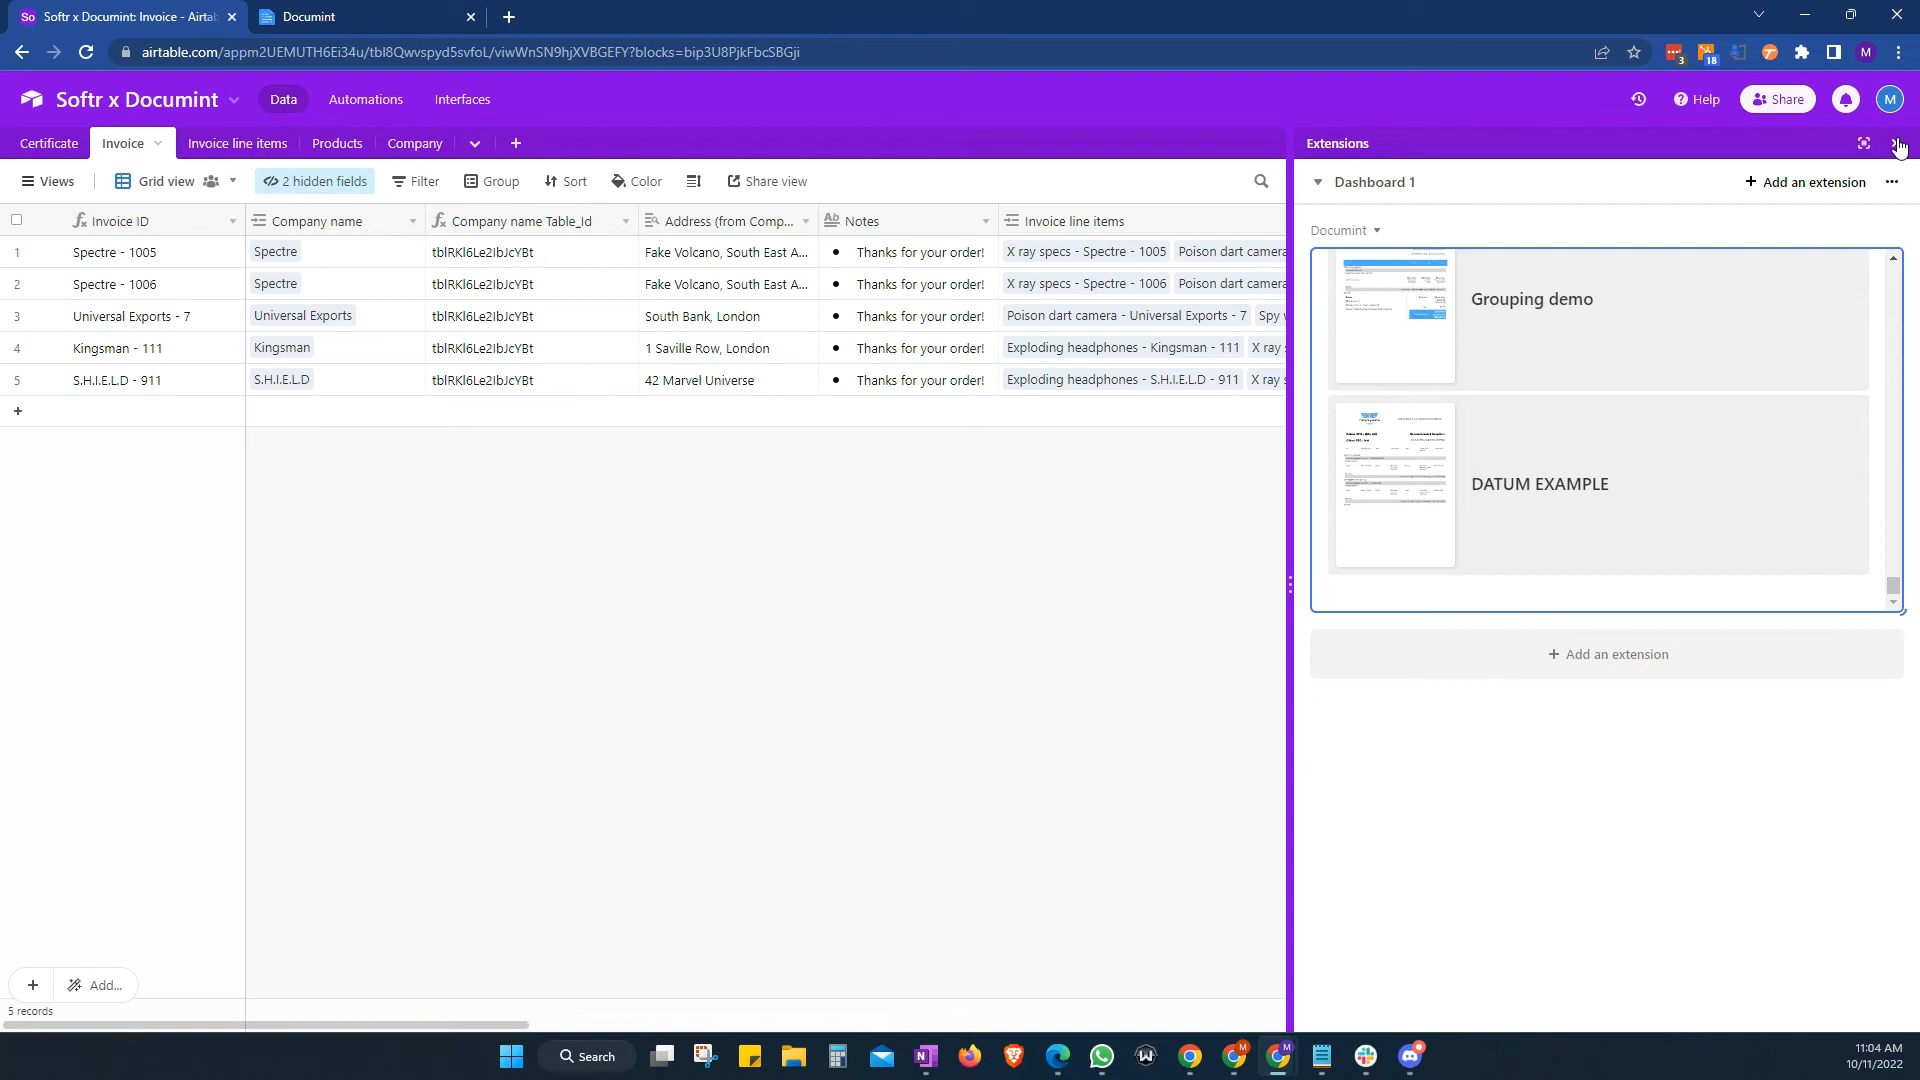 So Softr x Documint: Invoice - Airtab
Documint
airtable.com/appm2UEMUTH6Ei34u/tbl8Qwvspyd5svfoL/viwWnSN9hjXVBGEFY?blocks=bip3U8PjkFbcSBGji
3
18
M
Softr x Documint
Data
Automations
Interfaces
Help
Share
M
Certificate
Invoice
Invoice line items
Products
Company
Extensions
Views
Grid view
2 hidden fields
Filter
Group
Sort
Color
Share view
Dashboard 1
Add an extension
Invoice ID
Company name
Company name Table_Id
Address (from Comp...
Notes
Invoice line items
Documint
1 Spectre - 1005 Spectre tblRKl6Le2IbJcYBt Fake Volcano, South East A... • Thanks for your order! X ray specs - Spectre - 1005 Poison dart camera
2 Spectre - 1006 Spectre tblRKl6Le2IbJcYBt Fake Volcano, South East A... • Thanks for your order! X ray specs - Spectre - 1006 Poison dart camera
3 Universal Exports - 7 Universal Exports tblRKl6Le2IbJcYBt South Bank, London • Thanks for your order! Poison dart camera - Universal Exports - 7 Spy
4 Kingsman - 111 Kingsman tblRKl6Le2IbJcYBt 1 Saville Row, London • Thanks for your order! Exploding headphones - Kingsman - 111 X ray
5 S.H.I.E.L.D - 911 S.H.I.E.L.D tblRKl6Le2IbJcYBt 42 Marvel Universe • Thanks for your order! Exploding headphones - S.H.I.E.L.D - 911 X ray
Grouping demo
DATUM EXAMPLE
Add an extension
Add...
5 records
Search
M
M
11:04 AM
10/11/2022